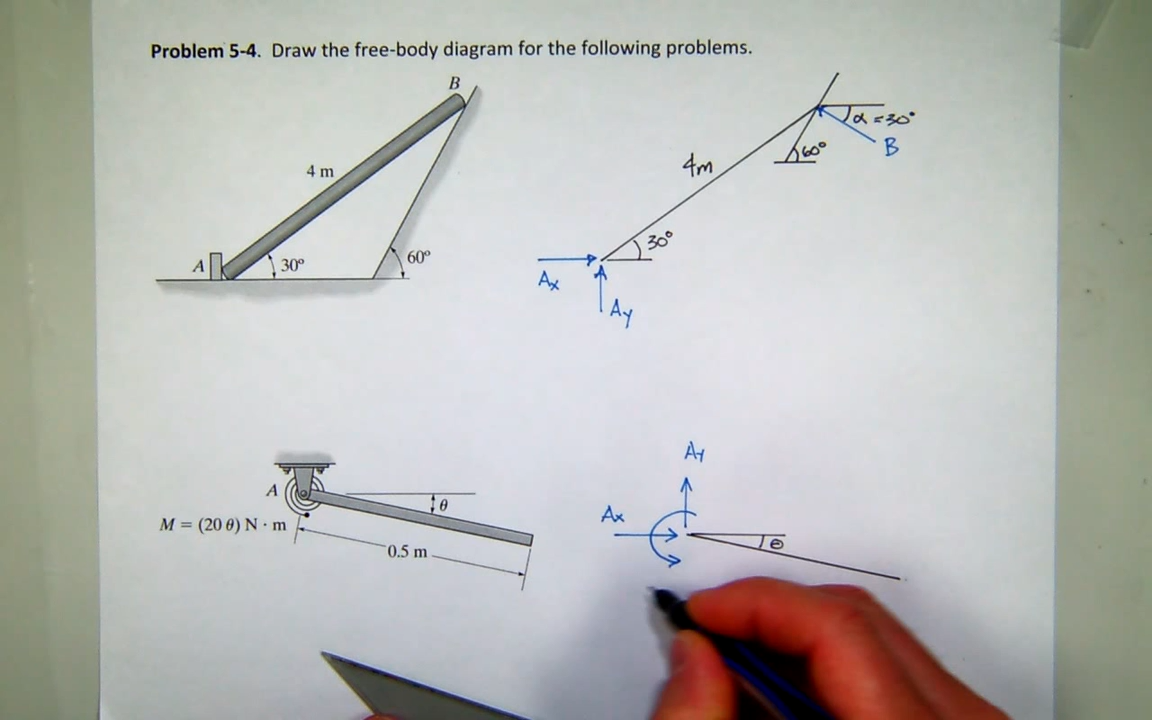 Problem 5-4. Draw the free-body diagram for the following problems.
B
4 m
A
30°
60°
4m
30°
60°
α = 30°
B
Ax
Ay
A
θ
M = (20 θ) N · m
0.5 m
Ay
Ax
θ